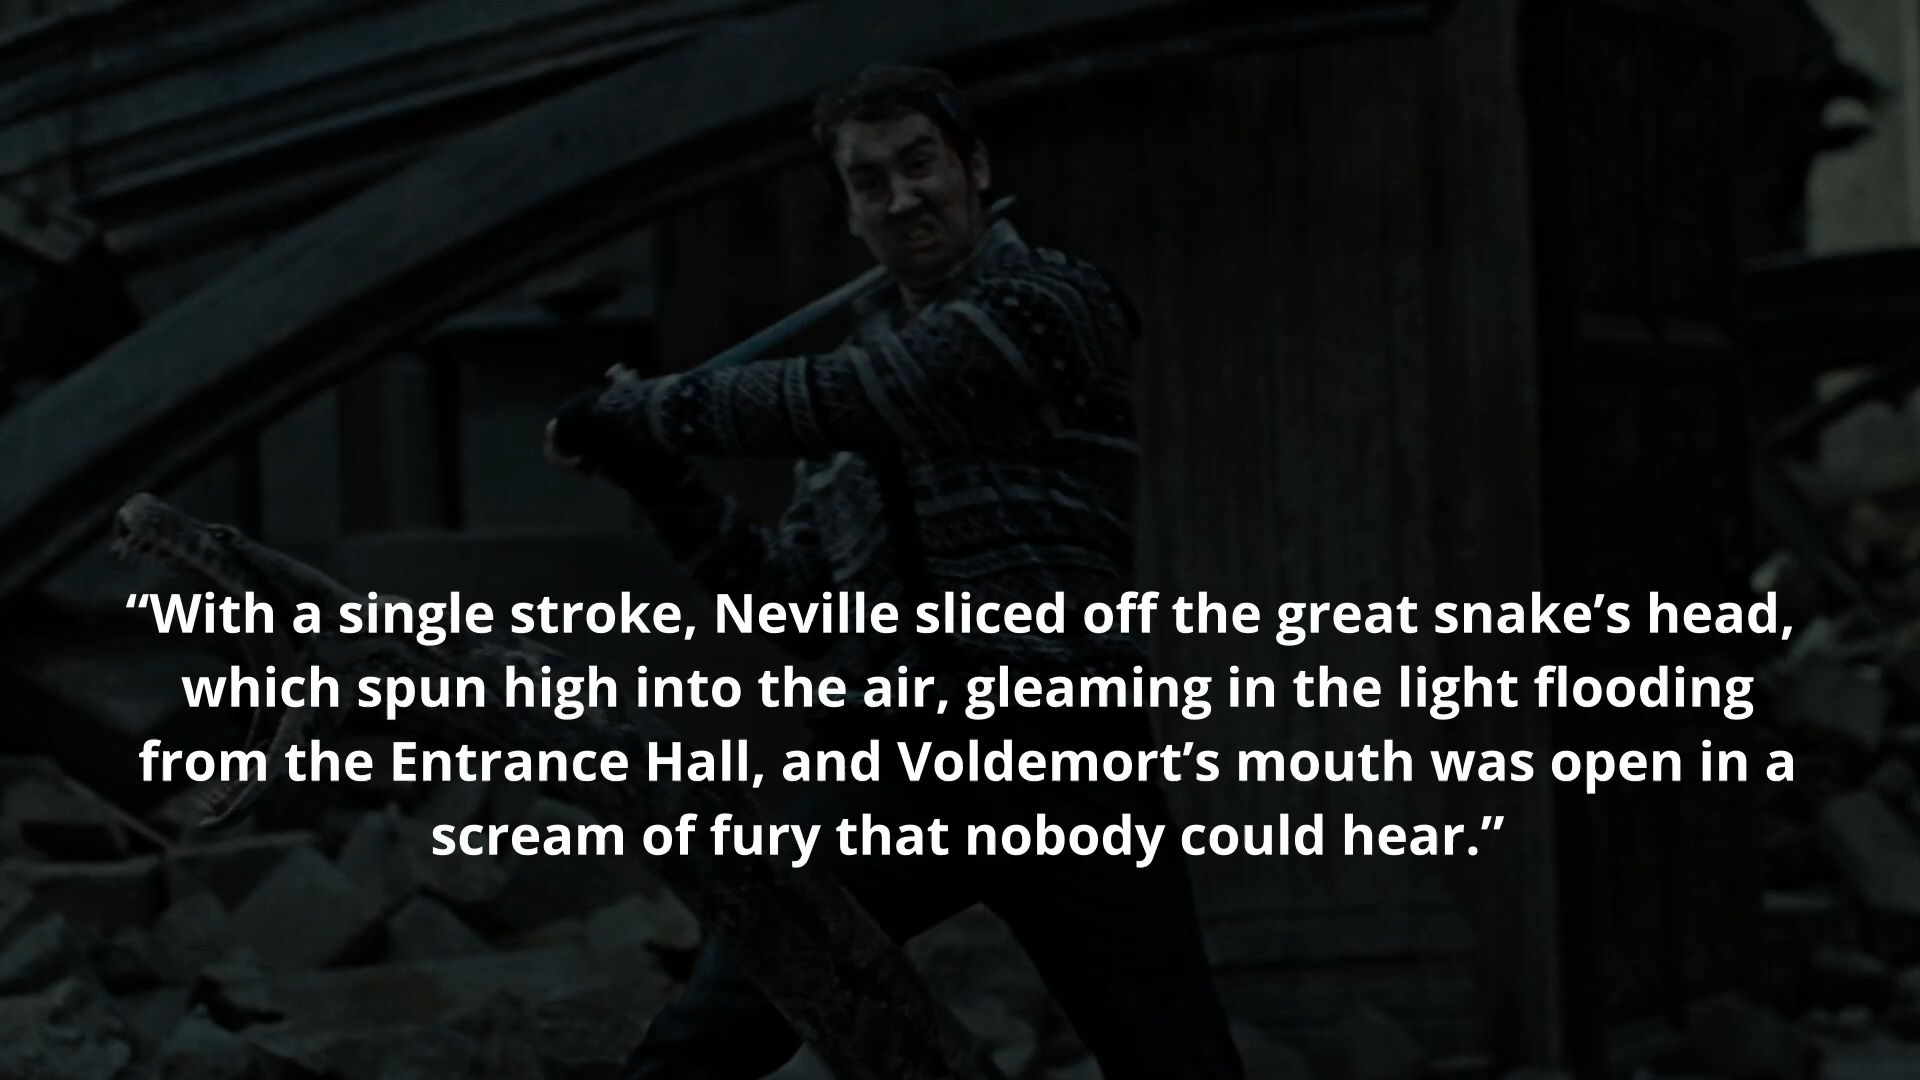 “With a single stroke, Neville sliced off the great snake’s head,
which spun high into the air, gleaming in the light flooding
from the Entrance Hall, and Voldemort’s mouth was open in a
scream of fury that nobody could hear.”